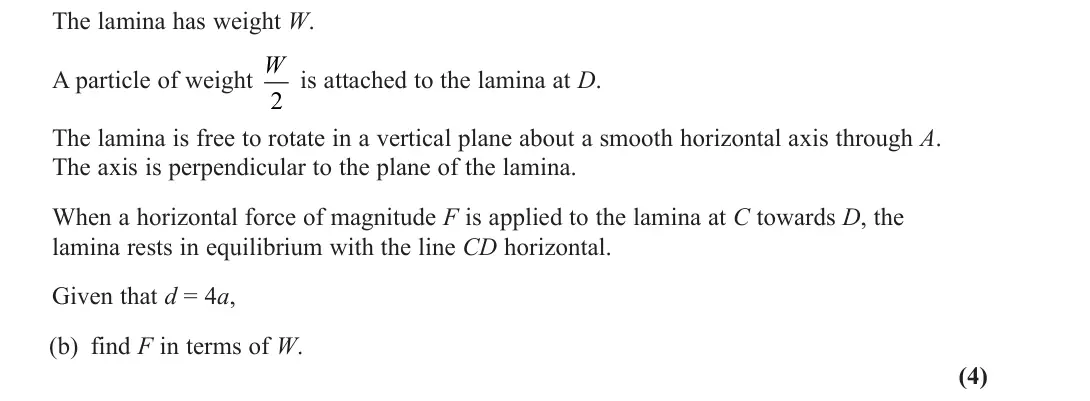 The lamina has weight W.
A particle of weight W/2 is attached to the lamina at D.
The lamina is free to rotate in a vertical plane about a smooth horizontal axis through A.
The axis is perpendicular to the plane of the lamina.
When a horizontal force of magnitude F is applied to the lamina at C towards D, the
lamina rests in equilibrium with the line CD horizontal.
Given that d = 4a,
(b) find F in terms of W.
(4)